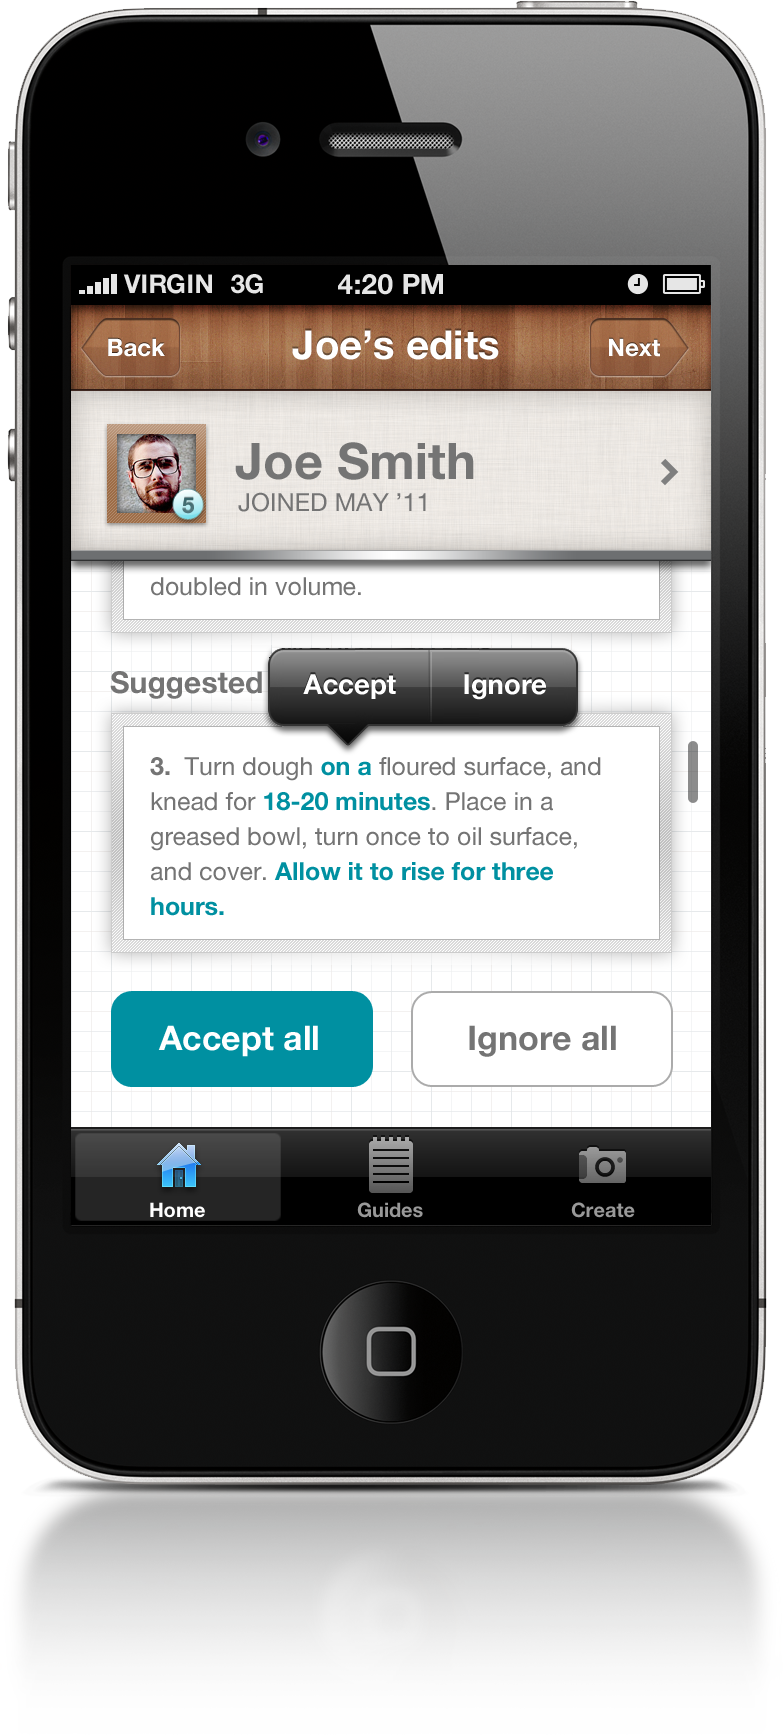 VIRGIN 3G 4:20 PM
Back Joe’s edits Next
Joe Smith
5 JOINED MAY ’11
doubled in volume.
Suggested Accept Ignore
3. Turn dough on a floured surface, and
knead for 18-20 minutes. Place in a
greased bowl, turn once to oil surface,
and cover. Allow it to rise for three
hours.
Accept all Ignore all
Home Guides Create